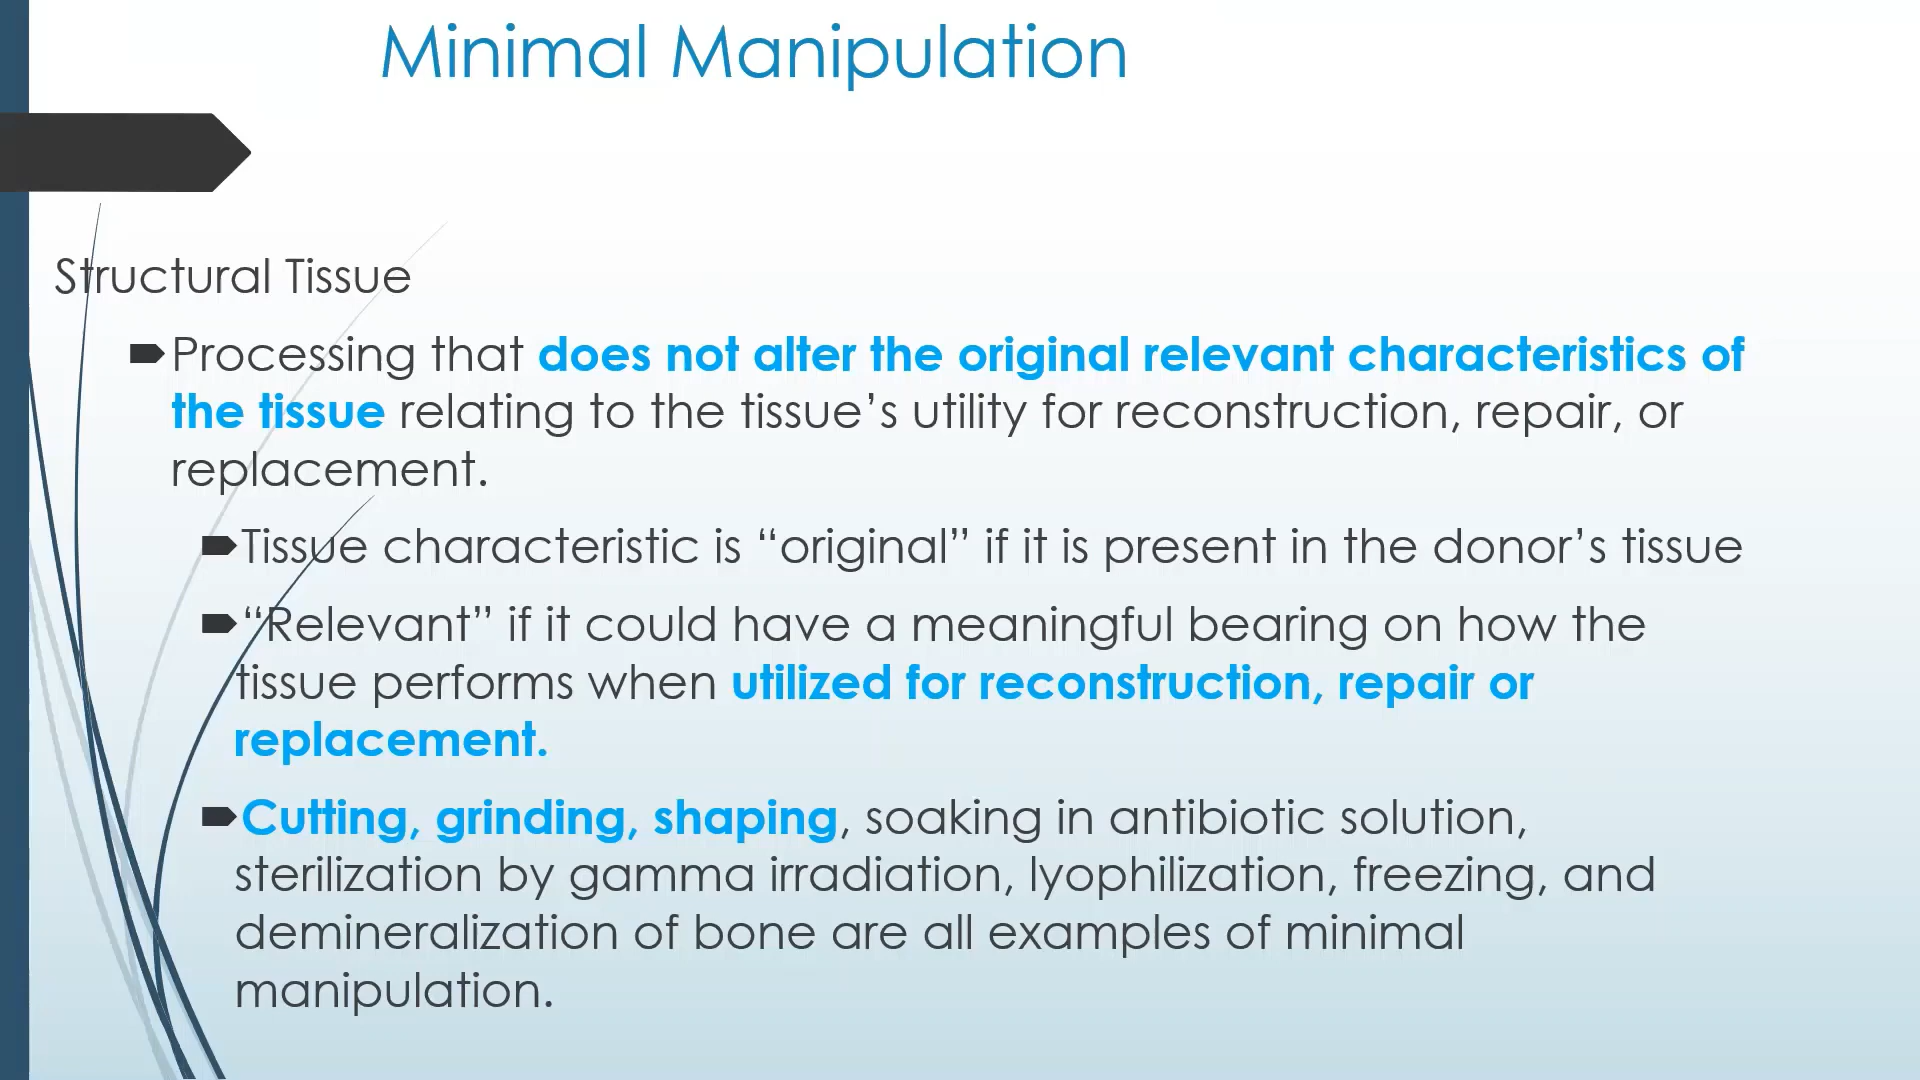 Minimal Manipulation
Structural Tissue
Processing that does not alter the original relevant characteristics of
the tissue relating to the tissue’s utility for reconstruction, repair, or
replacement.
Tissue characteristic is “original” if it is present in the donor’s tissue
“Relevant” if it could have a meaningful bearing on how the
tissue performs when utilized for reconstruction, repair or
replacement.
Cutting, grinding, shaping, soaking in antibiotic solution,
sterilization by gamma irradiation, lyophilization, freezing, and
demineralization of bone are all examples of minimal
manipulation.